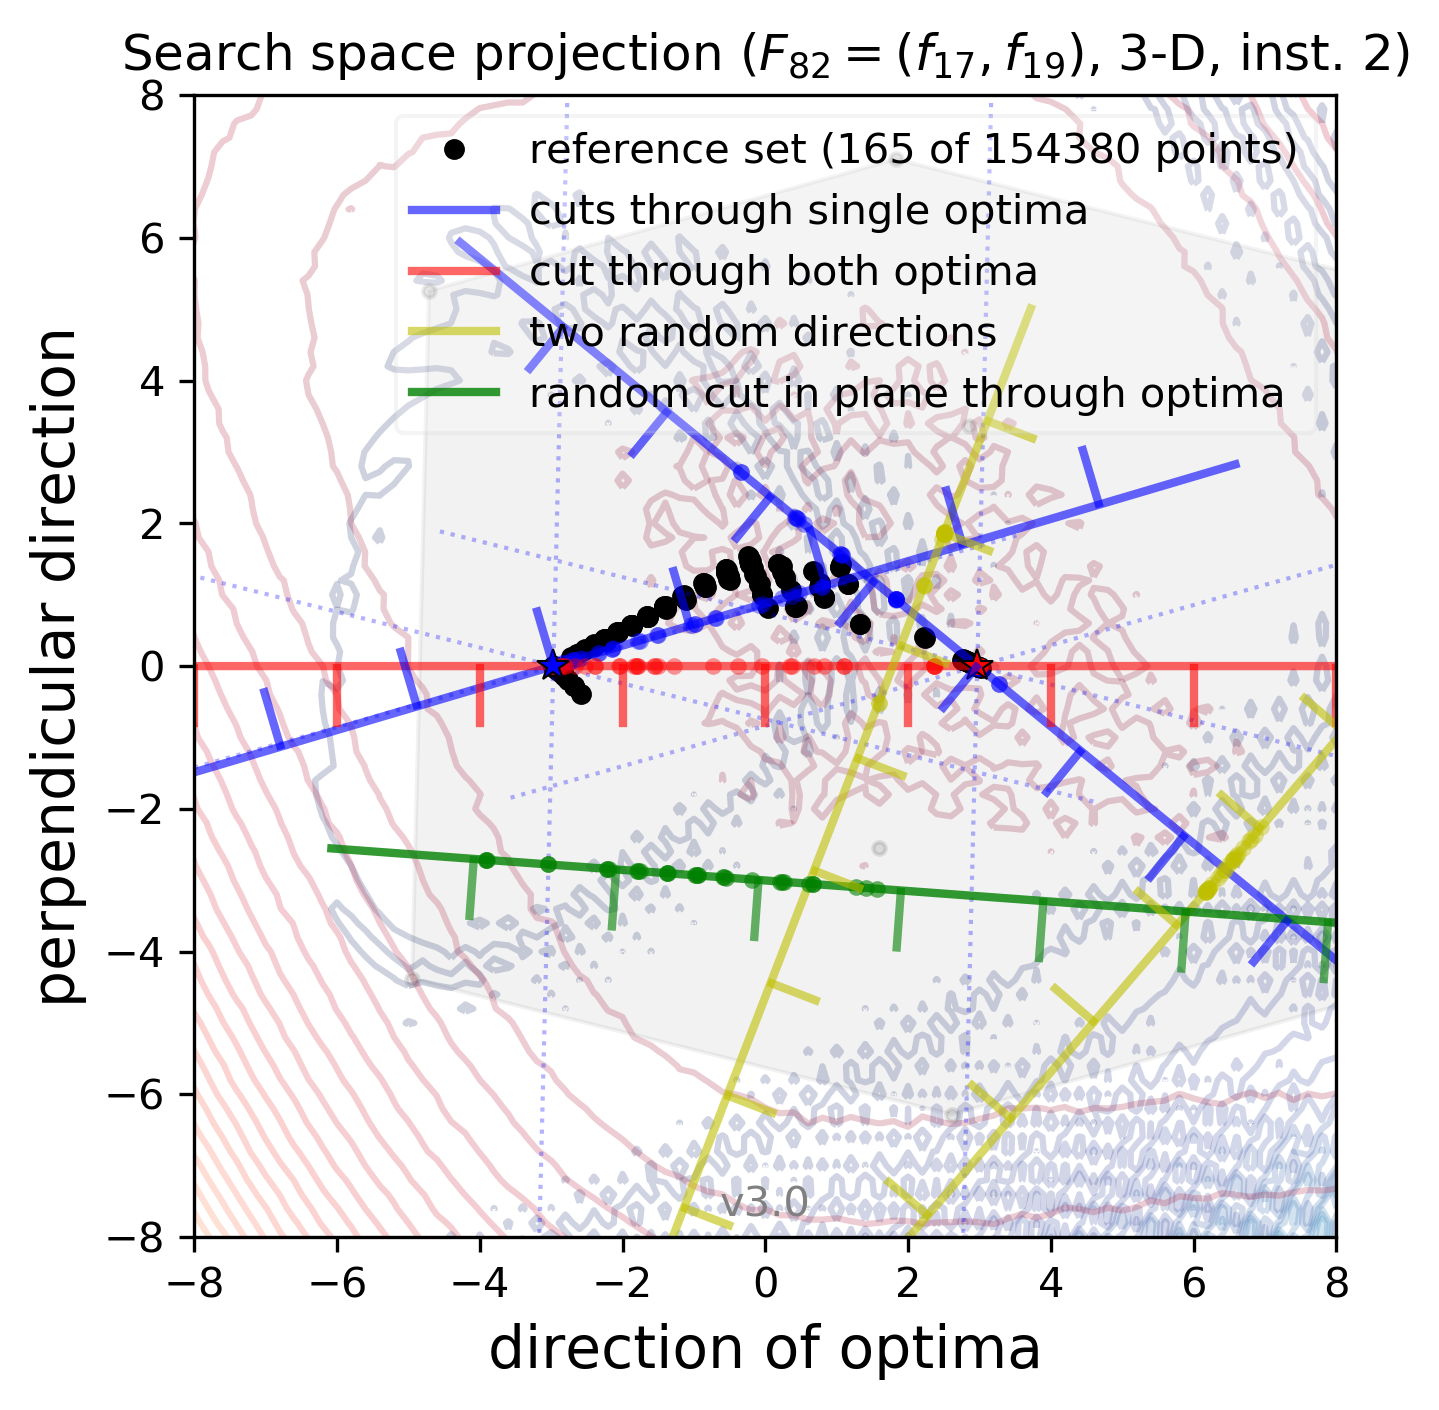 Search space projection (F₈₂ = (f₁₇, f₁₉), 3-D, inst. 2)
reference set (165 of 154380 points)
cuts through single optima
cut through both optima
two random directions
random cut in plane through optima
perpendicular direction
8
6
4
2
0
−2
−4
−6
−8
v3.0
−8 −6 −4 −2 0 2 4 6 8
direction of optima